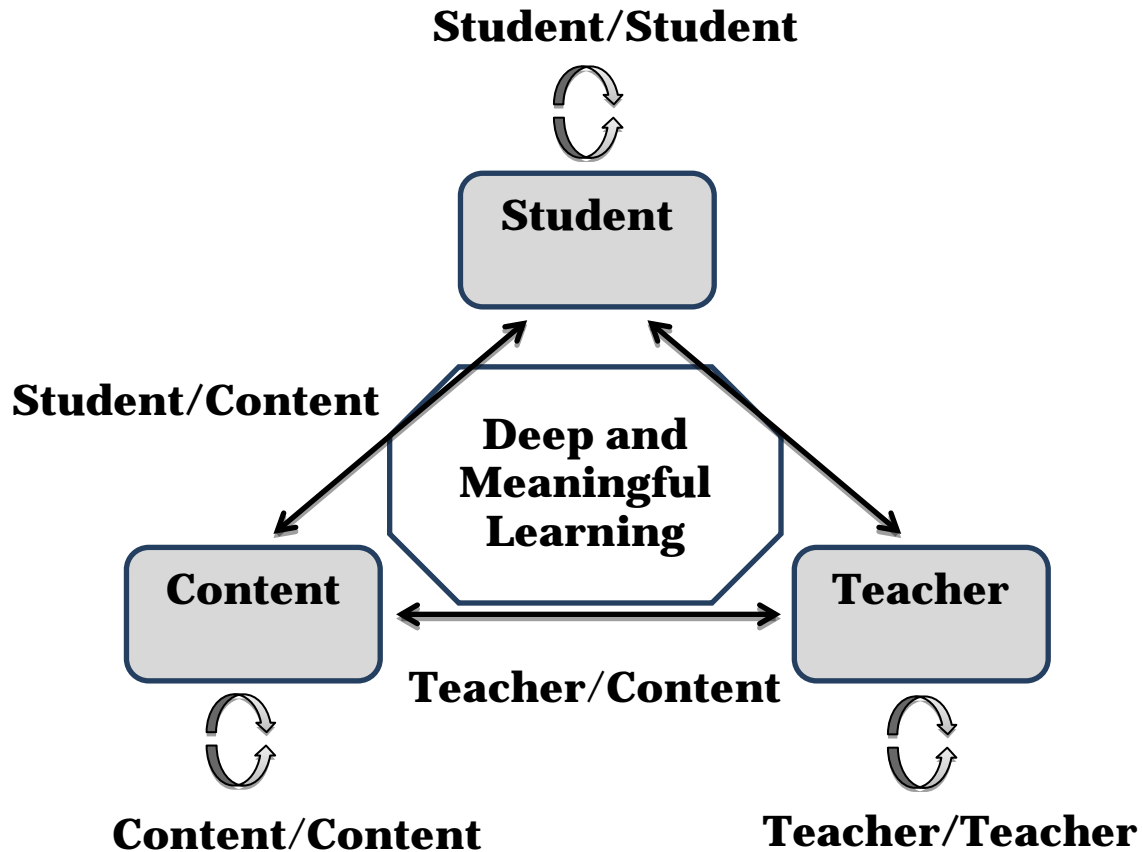 Student/Student
Student
Student/Content
Deep and
Meaningful
Learning
Content
Teacher
Teacher/Content
Content/Content
Teacher/Teacher